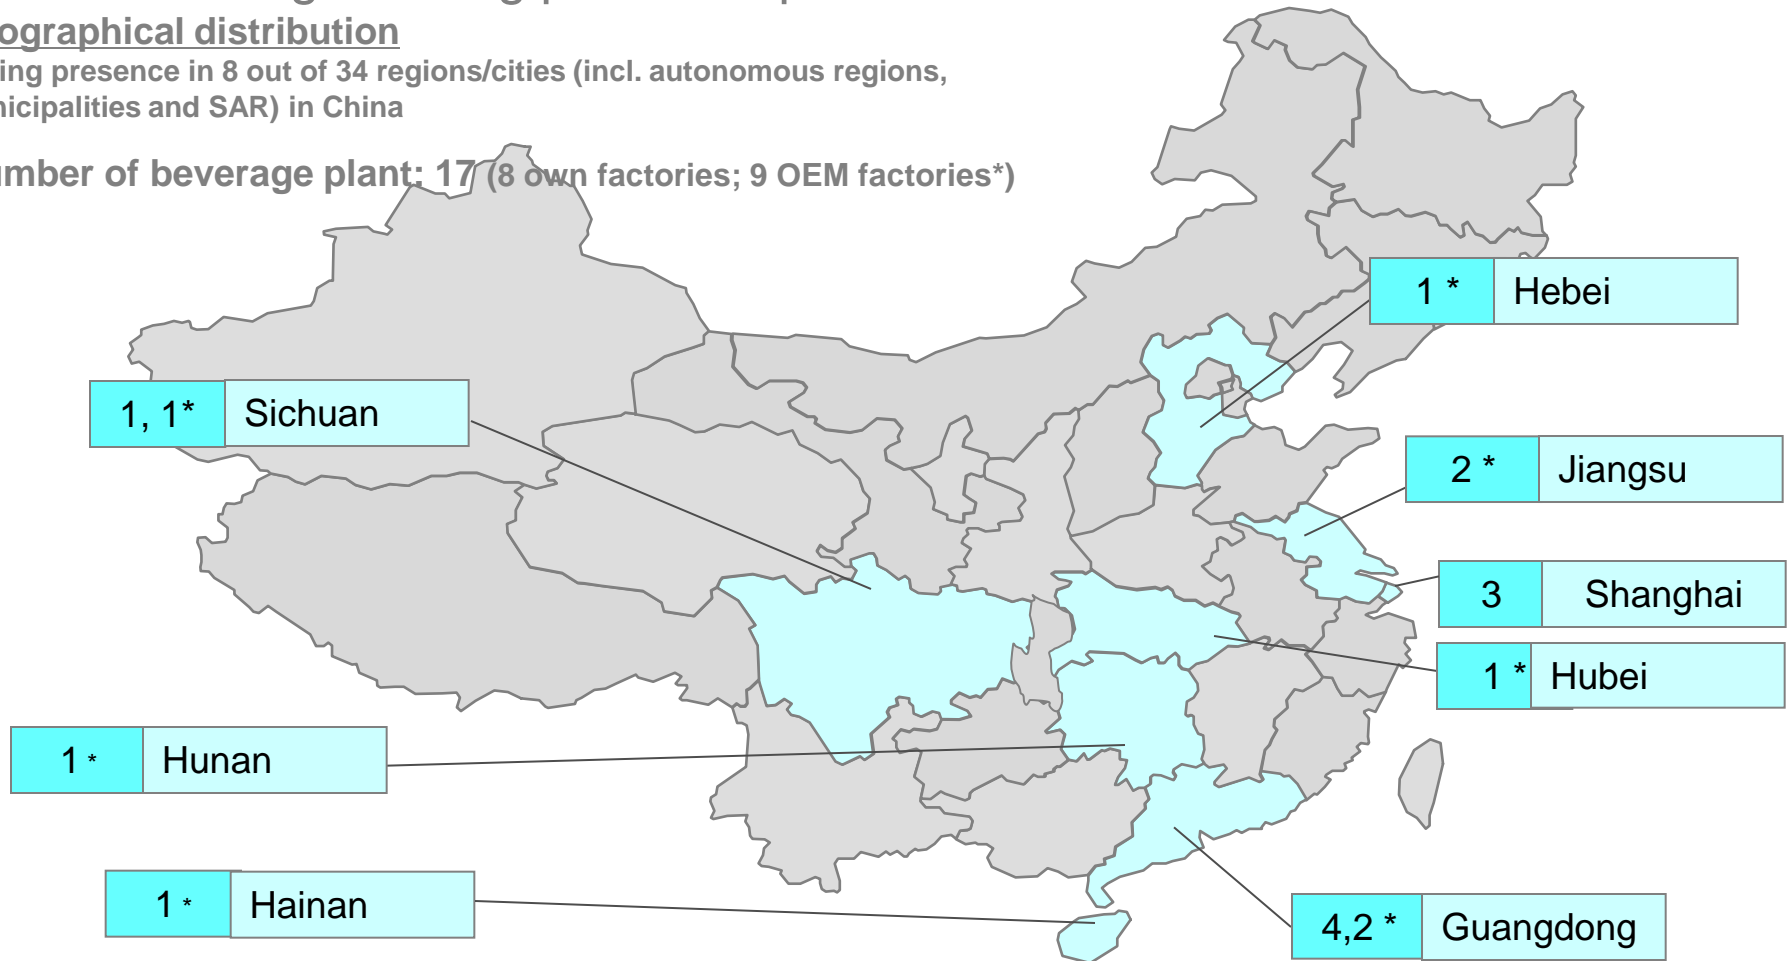 ographical distribution
ing presence in 8 out of 34 regions/cities (incl. autonomous regions,
nicipalities and SAR) in China
umber of beverage plant: 17 (8 own factories; 9 OEM factories*)
1 * Hebei
1, 1* Sichuan
2 * Jiangsu
3 Shanghai
1 * Hubei
1 * Hunan
1 * Hainan
4,2 * Guangdong